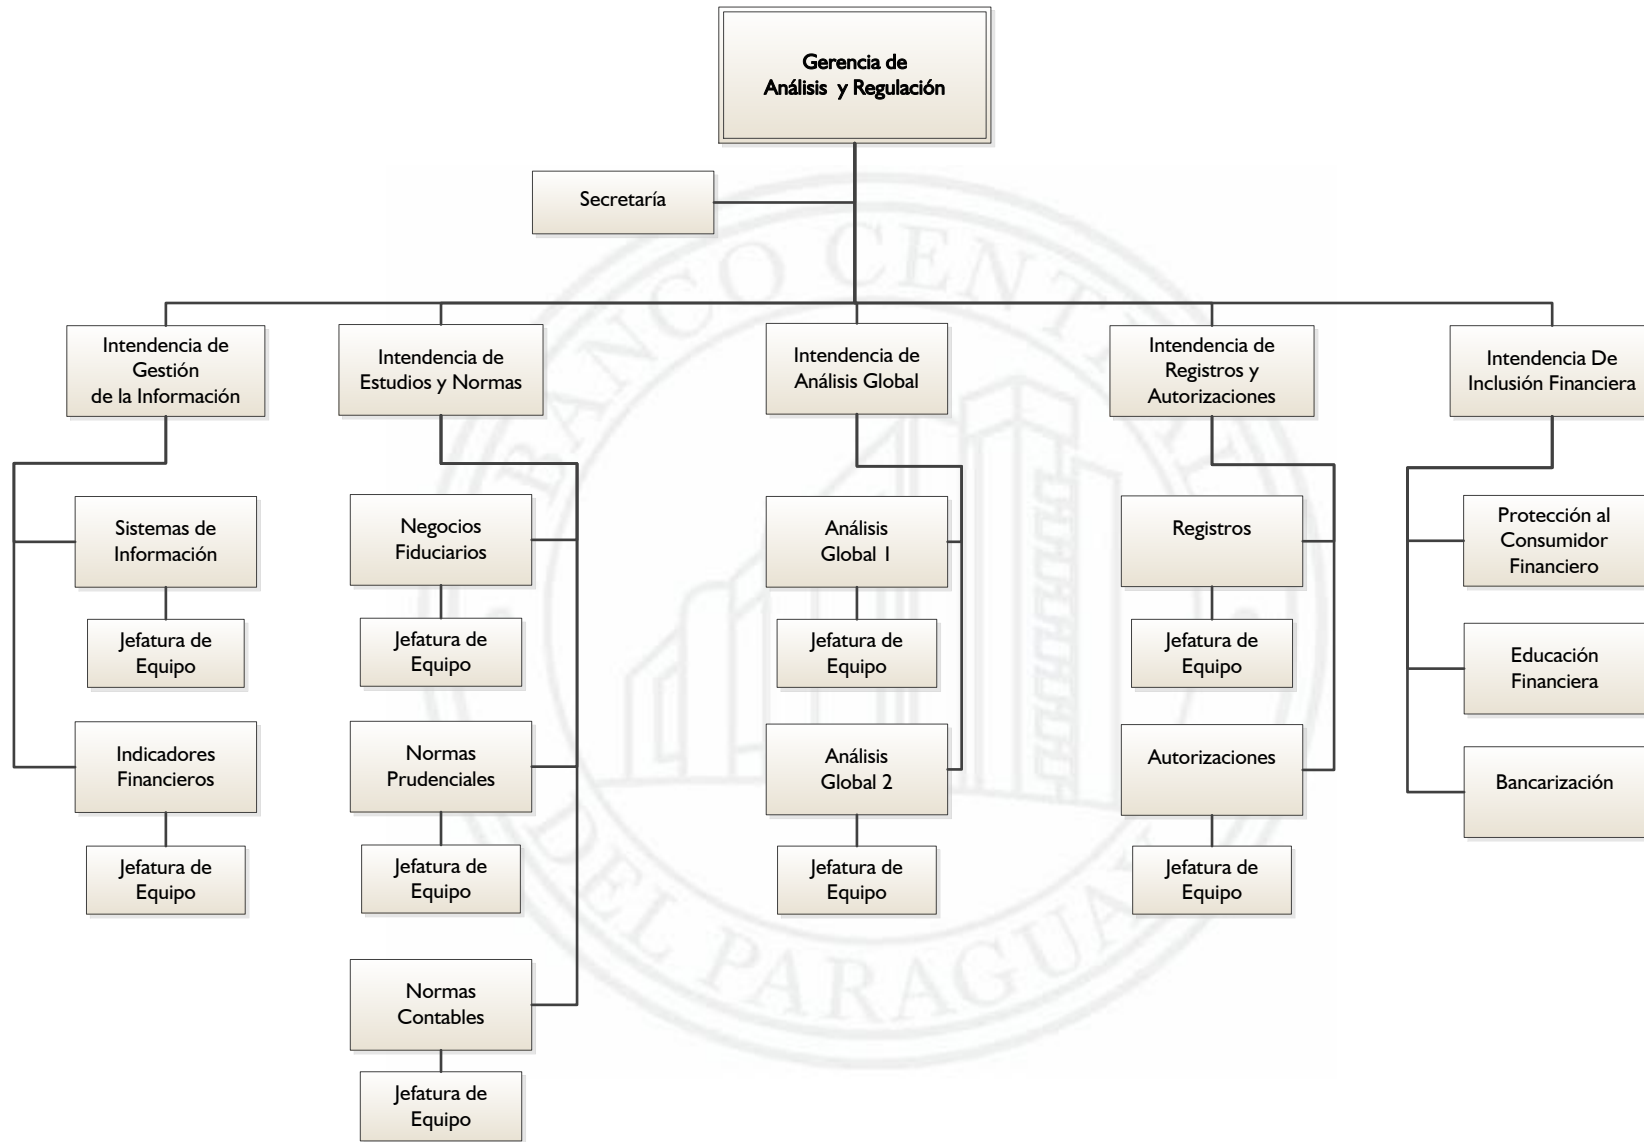 Gerencia de
Análisis y Regulación
Secretaría
Intendencia de
Gestión
de la Información
Intendencia de
Estudios y Normas
Intendencia de
Análisis Global
Intendencia de
Registros y
Autorizaciones
Intendencia De
Inclusión Financiera
Sistemas de
Información
Jefatura de
Equipo
Indicadores
Financieros
Jefatura de
Equipo
Negocios
Fiduciarios
Jefatura de
Equipo
Normas
Prudenciales
Jefatura de
Equipo
Normas
Contables
Jefatura de
Equipo
Análisis
Global 1
Jefatura de
Equipo
Análisis
Global 2
Jefatura de
Equipo
Registros
Jefatura de
Equipo
Autorizaciones
Jefatura de
Equipo
Protección al
Consumidor
Financiero
Educación
Financiera
Bancarización
BANCO CENTRAL
DEL PARAGUAY